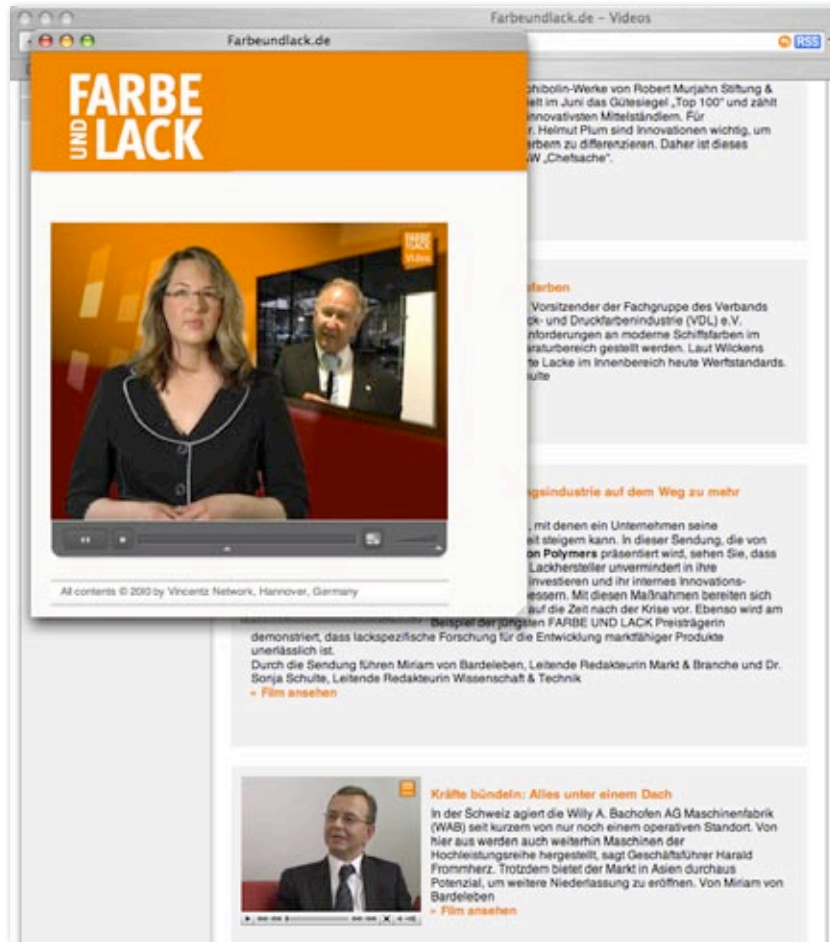 Farbeundlack.de – Videos
RSS
Farbeundlack.de
FARBE
UND LACK
FARBE
UND LACK
Videos
All contents © 2010 by Vincentz Network, Hannover, Germany
phibolin-Werke von Robert Murjahn Stiftung &
ielt im Juni das Gütesiegel „Top 100" und zählt
innovativsten Mittelständlern. Für
r. Helmut Plum sind Innovationen wichtig, um
erbern zu differenzieren. Daher ist dieses
AW „Chefsache".
sfarben
Vorsitzender der Fachgruppe des Verbands
ck- und Druckfarbenindustrie (VDL) e.V.
nforderungen an moderne Schiffsfarben im
araturbereich gestellt werden. Laut Wilckens
rte Lacke im Innenbereich heute Werftstandards.
ulte
gsindustrie auf dem Weg zu mehr
, mit denen ein Unternehmen seine
eit steigern kann. In dieser Sendung, die von
on Polymers präsentiert wird, sehen Sie, dass
Lackhersteller unvermindert in ihre
investieren und ihr internes Innovations-
essern. Mit diesen Maßnahmen bereiten sich
auf die Zeit nach der Krise vor. Ebenso wird am
Beispiel der jüngsten FARBE UND LACK Preisträgerin
demonstriert, dass lackspezifische Forschung für die Entwicklung marktfähiger Produkte
unerlässlich ist.
Durch die Sendung führen Miriam von Bardeleben, Leitende Redakteurin Markt & Branche und Dr.
Sonja Schulte, Leitende Redakteurin Wissenschaft & Technik
» Film ansehen
Kräfte bündeln: Alles unter einem Dach
In der Schweiz agiert die Willy A. Bachofen AG Maschinenfabrik
(WAB) seit kurzem von nur noch einem operativen Standort. Von
hier aus werden auch weiterhin Maschinen der
Hochleistungsreihe hergestellt, sagt Geschäftsführer Harald
Frommherz. Trotzdem bietet der Markt in Asien durchaus
Potenzial, um weitere Niederlassung zu eröffnen. Von Miriam von
Bardeleben
» Film ansehen